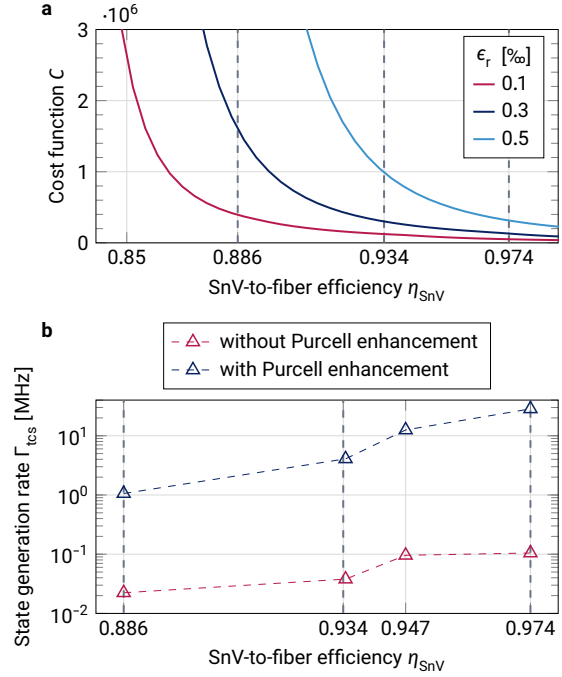 a
·10⁶
3
2
1
0
Cost function C
ϵr [‰]
0.1
0.3
0.5
0.85 0.886 0.934 0.974
SnV-to-fiber efficiency ηSnV
b
without Purcell enhancement
with Purcell enhancement
State generation rate Γtcs [MHz]
10¹
10⁰
10⁻¹
10⁻²
0.886 0.934 0.947 0.974
SnV-to-fiber efficiency ηSnV